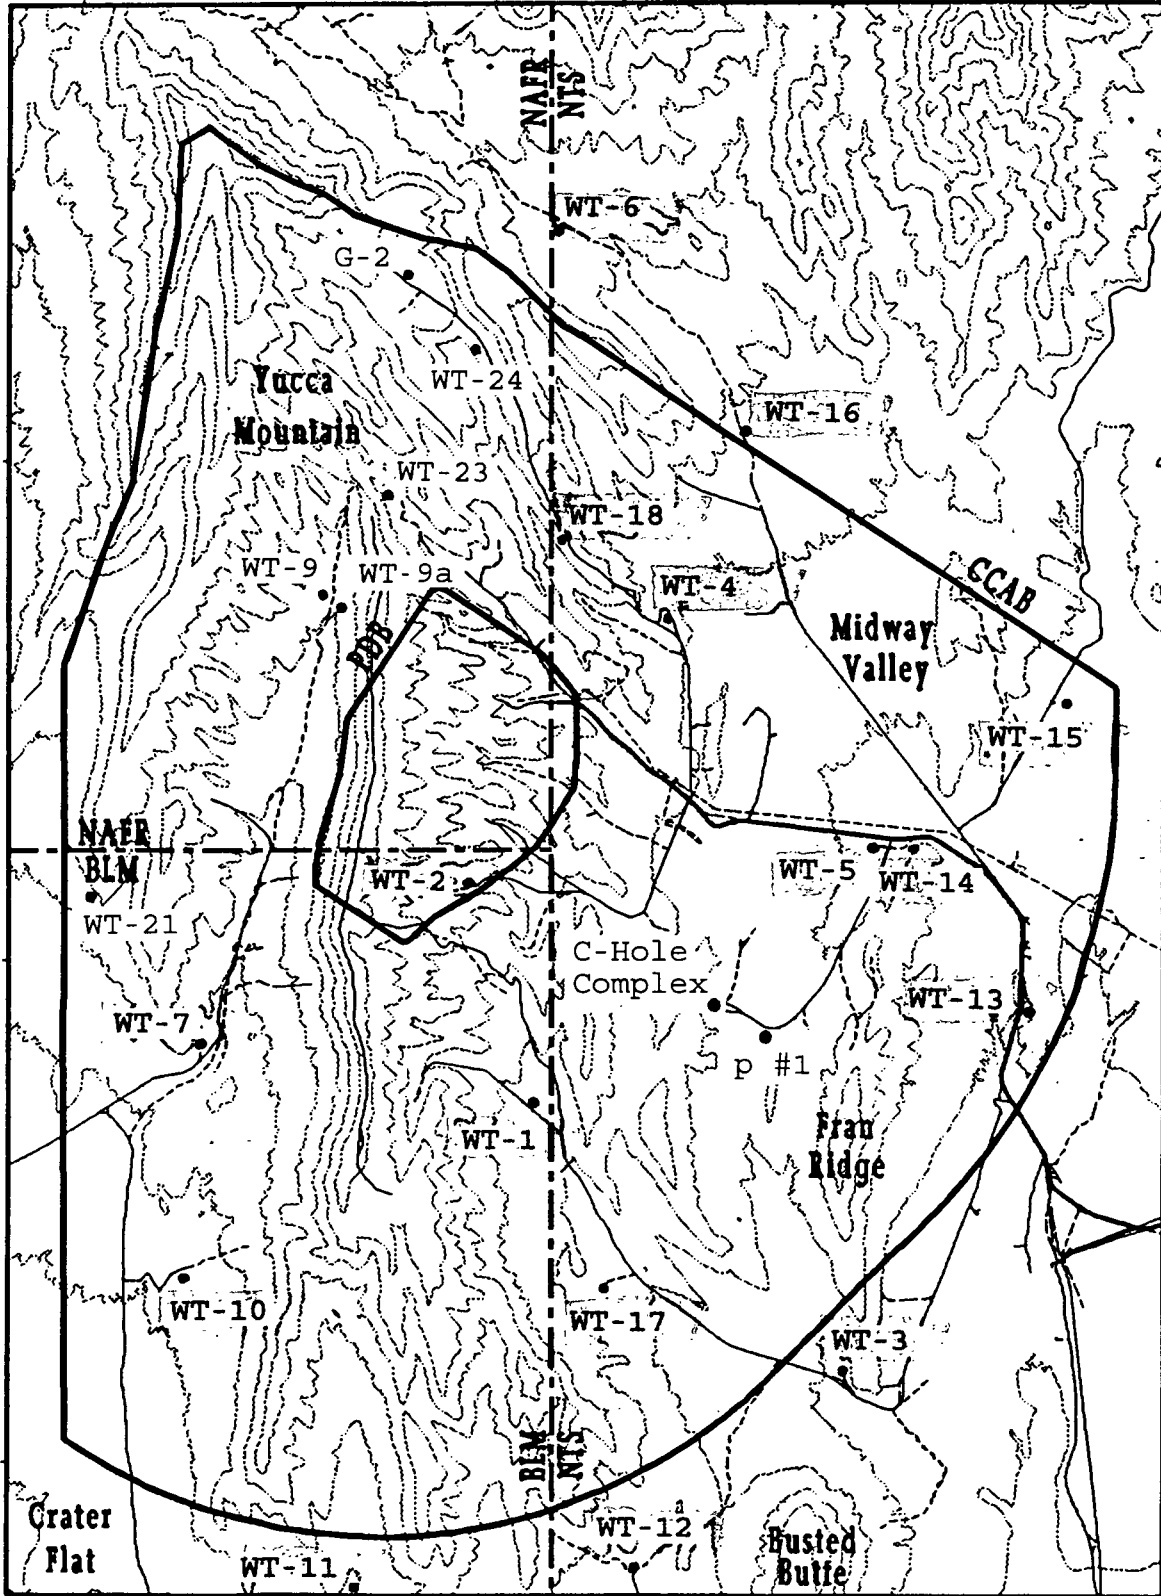 NAFR
NTS
WT-6
G-2
WT-24
Yucca
Mountain
WT-16
WT-23
WT-18
WT-9
WT-9a
WT-4
CCAB
PDB
Midway
Valley
WT-15
NAFR
BLM
WT-2
WT-5
WT-14
WT-21
C-Hole
Complex
WT-13
WT-7
p #1
WT-1
Fran
Ridge
WT-10
WT-17
WT-3
BLM
NTS
Crater
Flat
WT-12
Busted
Butte
WT-11